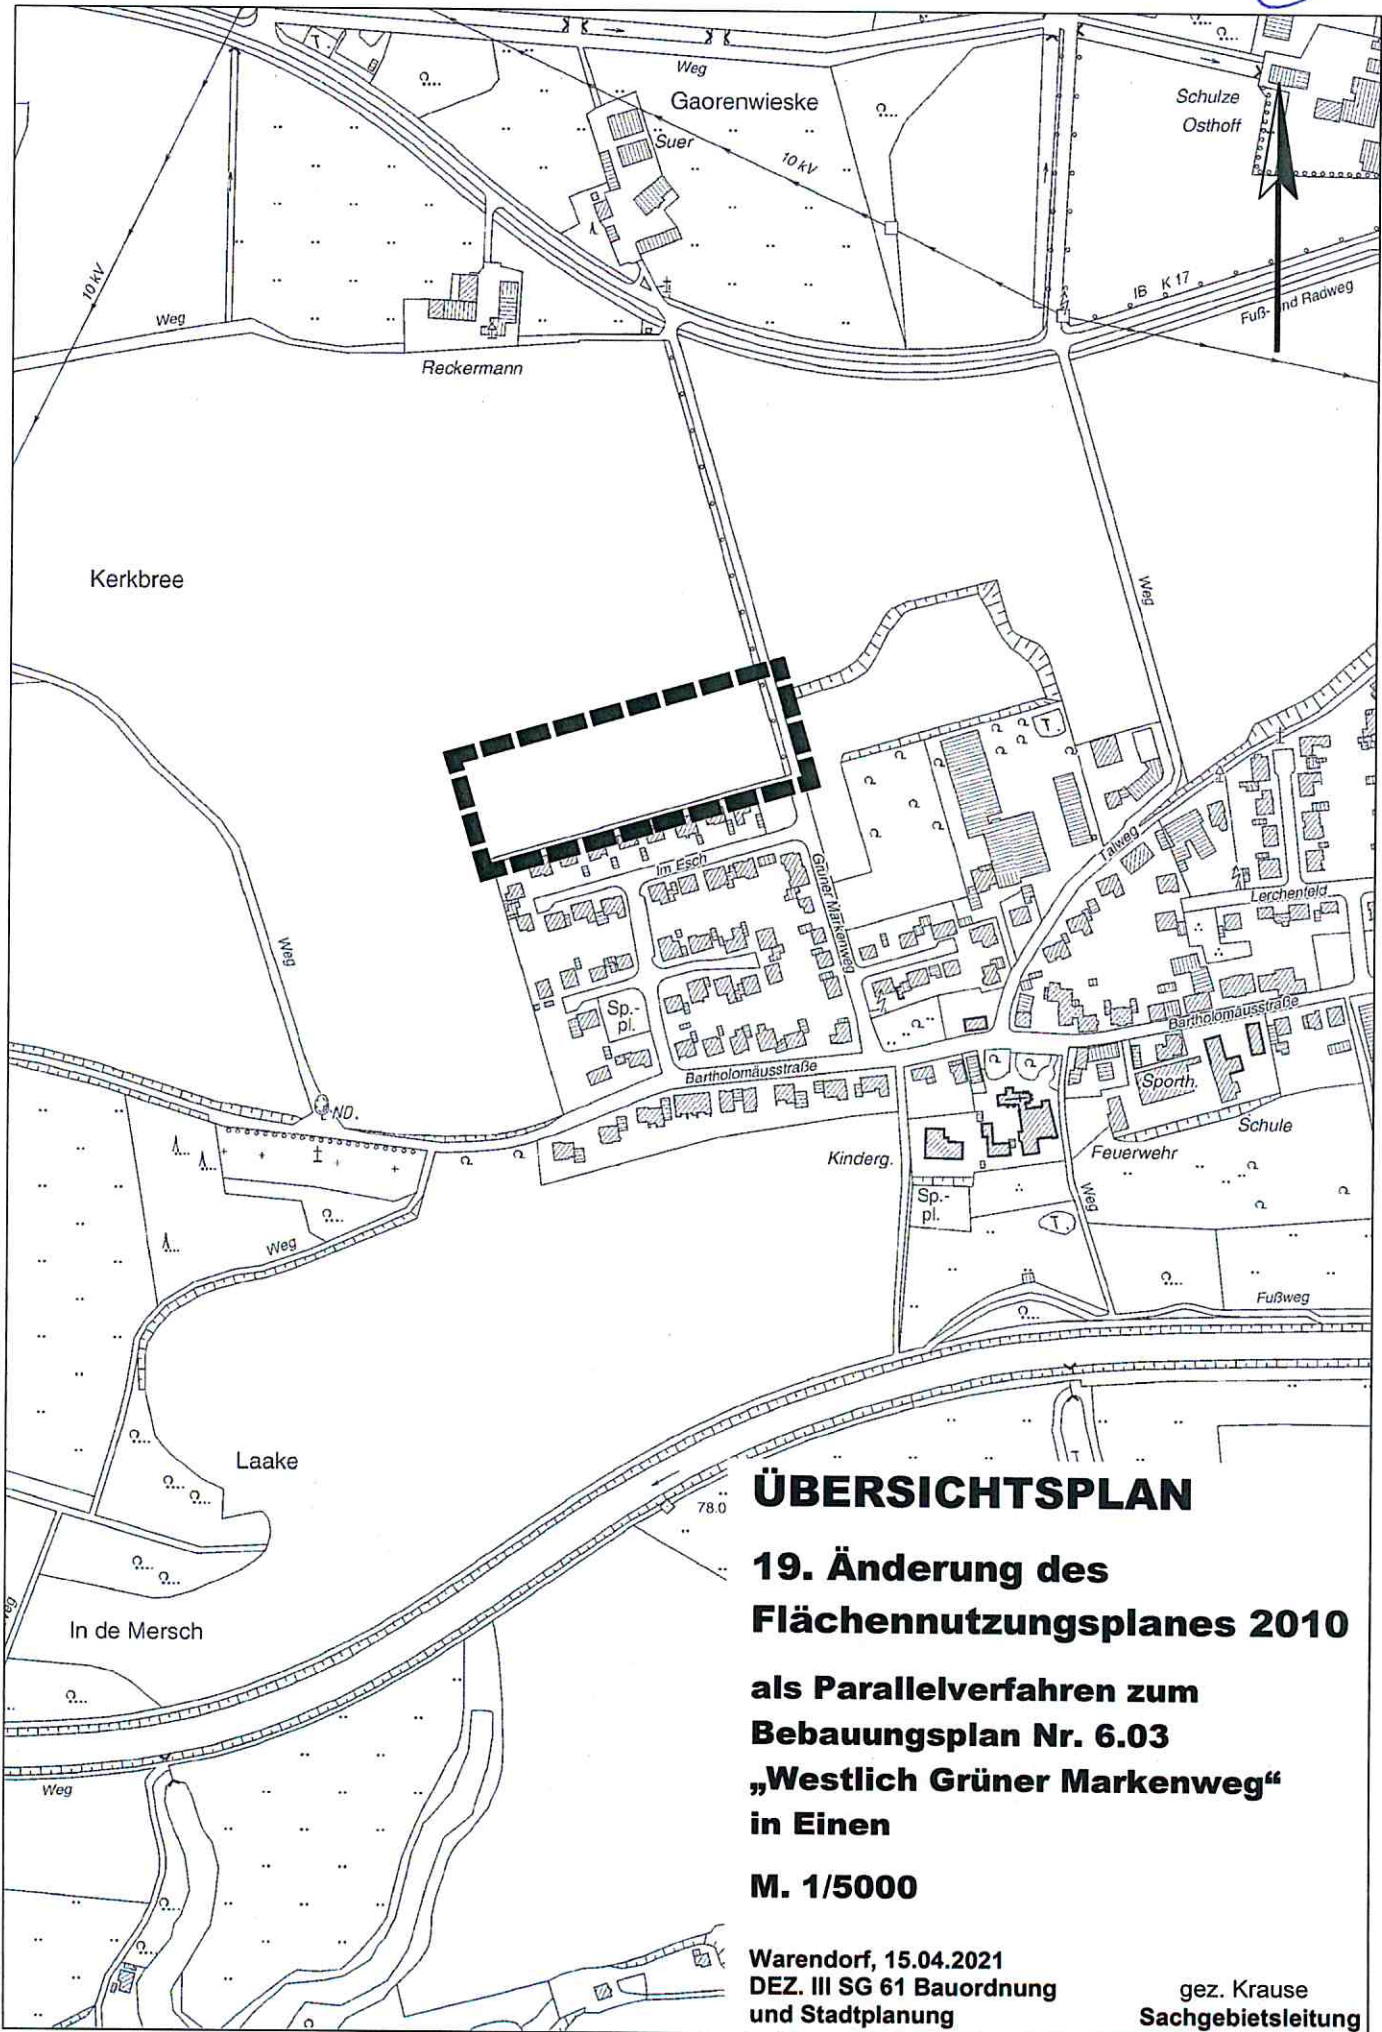 T.
Weg
Gaorenwieske
Schulze
Osthoff
Suer
10 kV
10 kV
IB K 17
Fuß- und Radweg
Weg
Reckermann
Kerkbree
Weg
T.
Talweg
Im Esch
Grüner Markenweg
Lerchenfeld
Weg
Sp.-
pl.
Bartholomäusstraße
Bartholomäusstraße
Sporth.
ND.
Schule
Kinderg.
Feuerwehr
Sp.-
pl.
Weg
T.
Weg
Fußweg
Laake
T
78.0
ÜBERSICHTSPLAN
19. Änderung des
Flächennutzungsplanes 2010
In de Mersch
als Parallelverfahren zum
Bebauungsplan Nr. 6.03
„Westlich Grüner Markenweg“
in Einen
Weg
M. 1/5000
Warendorf, 15.04.2021
DEZ. III SG 61 Bauordnung
und Stadtplanung
gez. Krause
Sachgebietsleitung